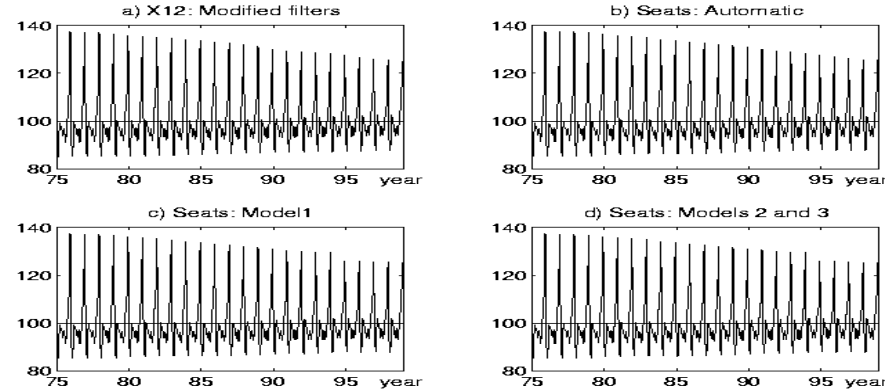 a) X12: Modified filters
140
120
100
80
75 80 85 90 95 year
b) Seats: Automatic
140
120
100
80
75 80 85 90 95 year
c) Seats: Model1
140
120
100
80
75 80 85 90 95 year
d) Seats: Models 2 and 3
140
120
100
80
75 80 85 90 95 year